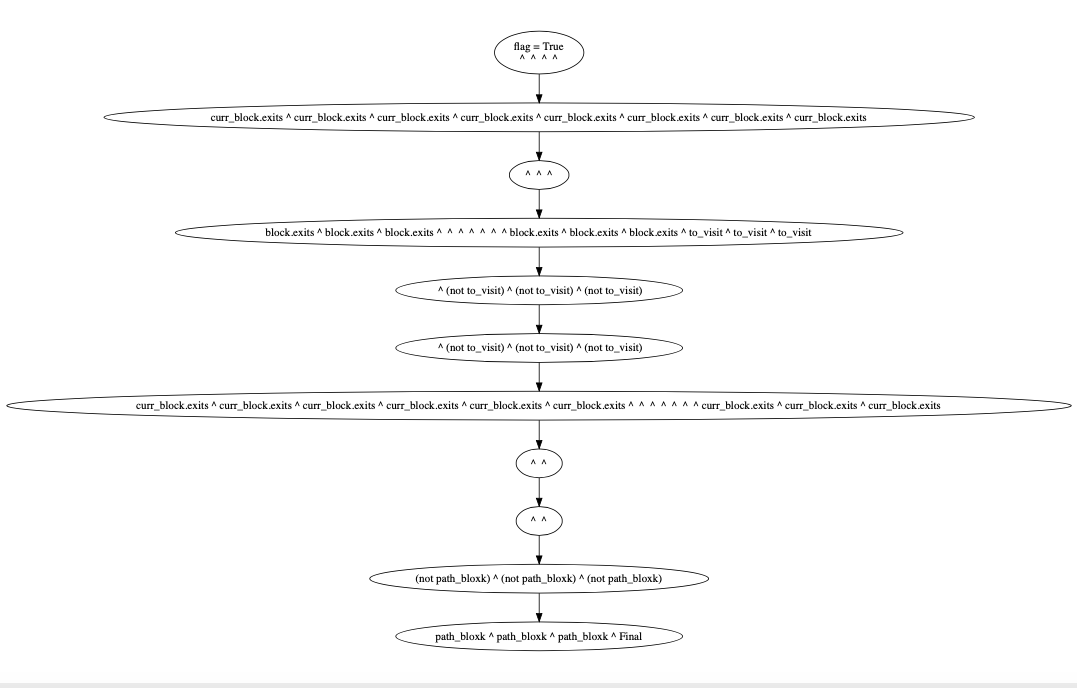 flag = True
^ ^ ^ ^
curr_block.exits ^ curr_block.exits ^ curr_block.exits ^ curr_block.exits ^ curr_block.exits ^ curr_block.exits ^ curr_block.exits ^ curr_block.exits
^ ^ ^
block.exits ^ block.exits ^ block.exits ^ ^ ^ ^ ^ ^ ^ block.exits ^ block.exits ^ block.exits ^ to_visit ^ to_visit ^ to_visit
^ (not to_visit) ^ (not to_visit) ^ (not to_visit)
^ (not to_visit) ^ (not to_visit) ^ (not to_visit)
curr_block.exits ^ curr_block.exits ^ curr_block.exits ^ curr_block.exits ^ curr_block.exits ^ curr_block.exits ^ ^ ^ ^ ^ ^ ^ curr_block.exits ^ curr_block.exits ^ curr_block.exits
^ ^
^ ^
(not path_bloxk) ^ (not path_bloxk) ^ (not path_bloxk)
path_bloxk ^ path_bloxk ^ path_bloxk ^ Final